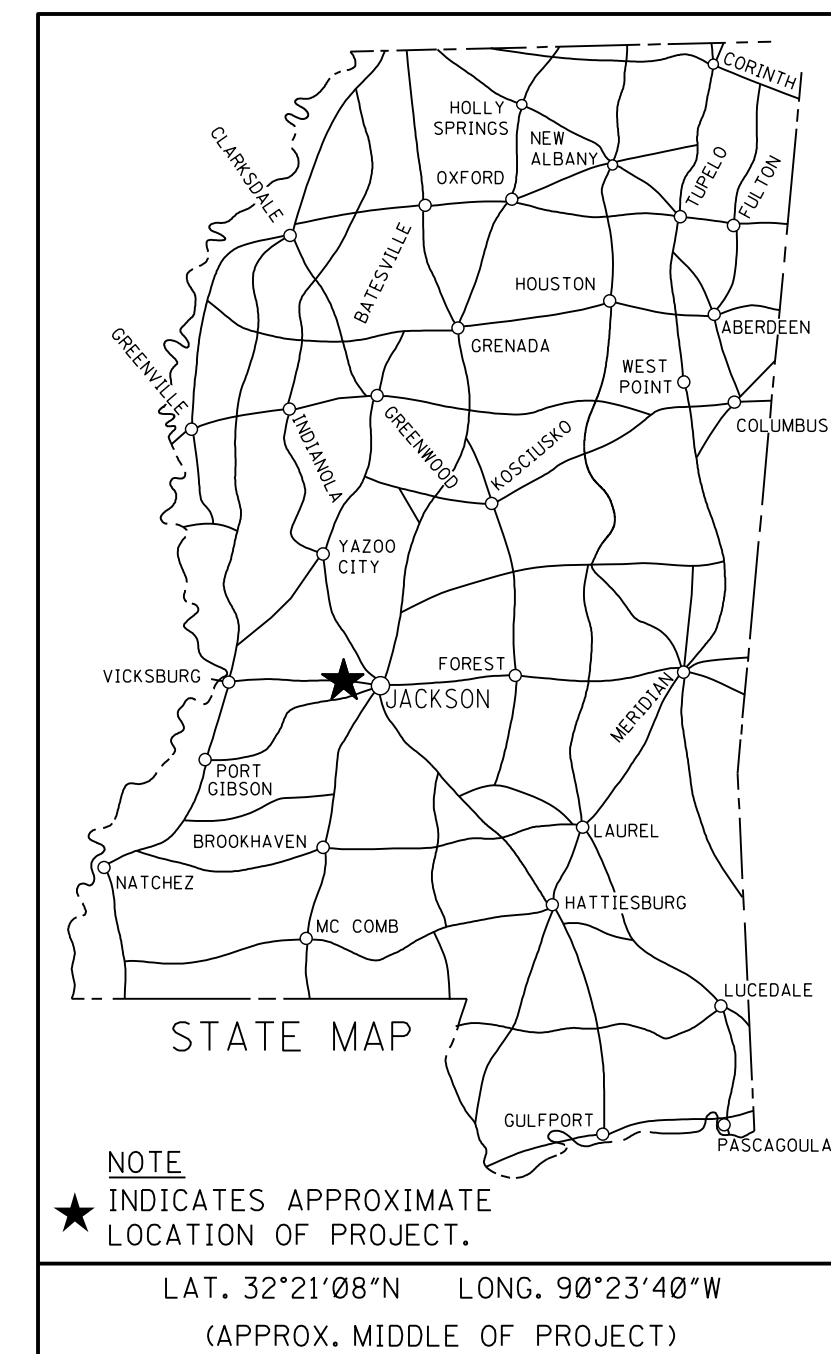 CORINTH
HOLLY
SPRINGS
NEW
ALBANY
CLARKSDALE
OXFORD
TUPELO
FULTON
BATESVILLE
HOUSTON
ABERDEEN
GREENVILLE
GRENADA
WEST
POINT
COLUMBUS
INDIANOLA
GREENWOOD
KOSCIUSKO
YAZOO
CITY
VICKSBURG
FOREST
JACKSON
MERIDIAN
PORT
GIBSON
BROOKHAVEN
LAUREL
NATCHEZ
HATTIESBURG
MC COMB
LUCEDALE
STATE MAP
GULFPORT
PASCAGOULA
NOTE
INDICATES APPROXIMATE
LOCATION OF PROJECT.
LAT. 32°21'08"N LONG. 90°23'40"W
(APPROX. MIDDLE OF PROJECT)